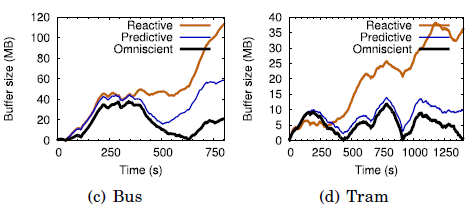 Buffer size (MB)
120
100
80
60
40
20
0
Reactive
Predictive
Omniscient
0 250 500 750
Time (s)
(c) Bus
Buffer size (MB)
40
35
30
25
20
15
10
5
0
Reactive
Predictive
Omniscient
0 250 500 750 1000 1250
Time (s)
(d) Tram